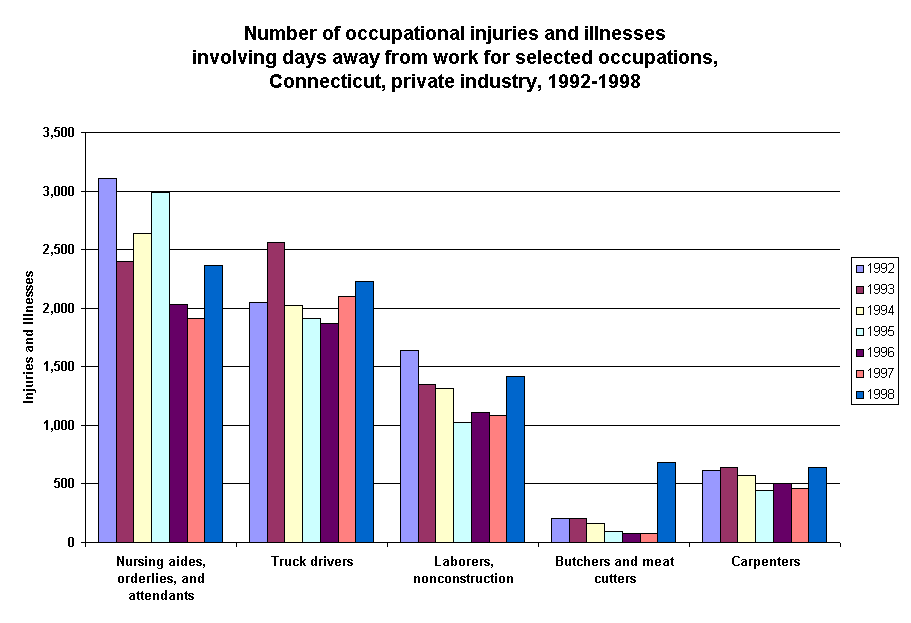 Number of occupational injuries and illnesses
involving days away from work for selected occupations,
Connecticut, private industry, 1992-1998
3,500
3,000
2,500
2,000
1,500
1,000
500
0
Injuries and Illnesses
Nursing aides,
orderlies, and
attendants
Truck drivers
Laborers,
nonconstruction
Butchers and meat
cutters
Carpenters
1992
1993
1994
1995
1996
1997
1998